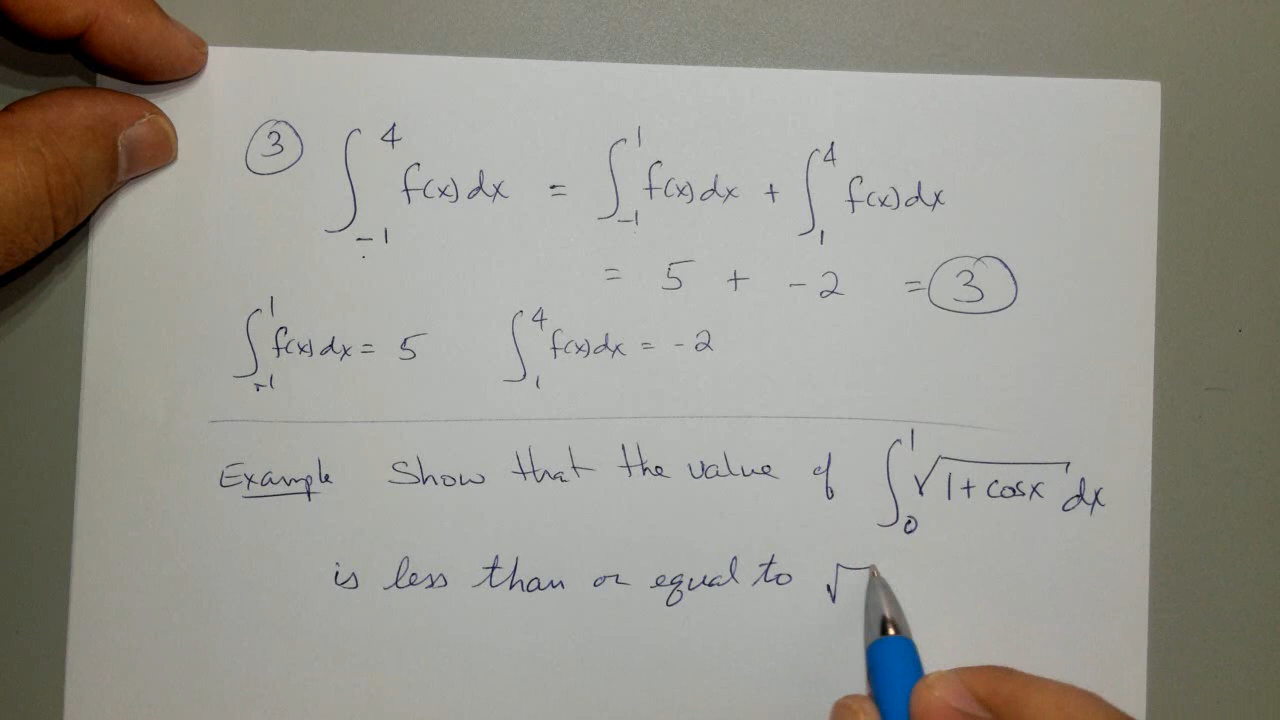 ③ ∫_{-1}^{4} f(x)dx = ∫_{-1}^{1} f(x)dx + ∫_{1}^{4} f(x)dx
= 5 + -2 = 3
∫_{-1}^{1} f(x)dx = 5 ∫_{1}^{4} f(x)dx = -2
Example Show that the value of ∫_{0}^{1} √(1+cosx) dx
is less than or equal to √